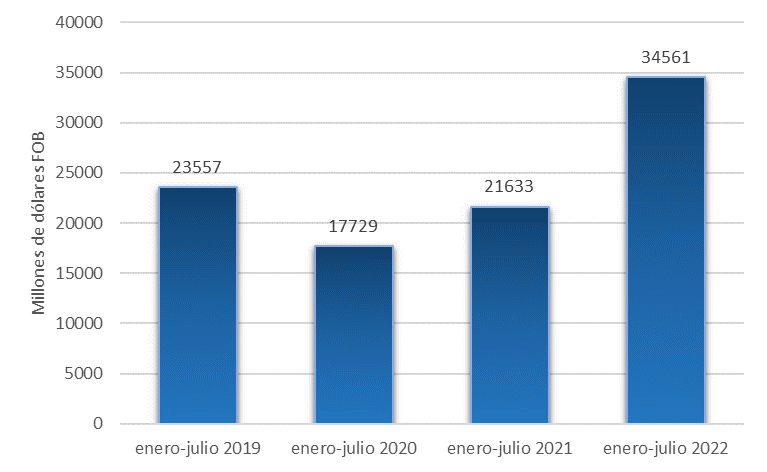 Millones de dólares FOB
40000
35000
30000
25000
20000
15000
10000
5000
0
23557
17729
21633
34561
enero-julio 2019
enero-julio 2020
enero-julio 2021
enero-julio 2022